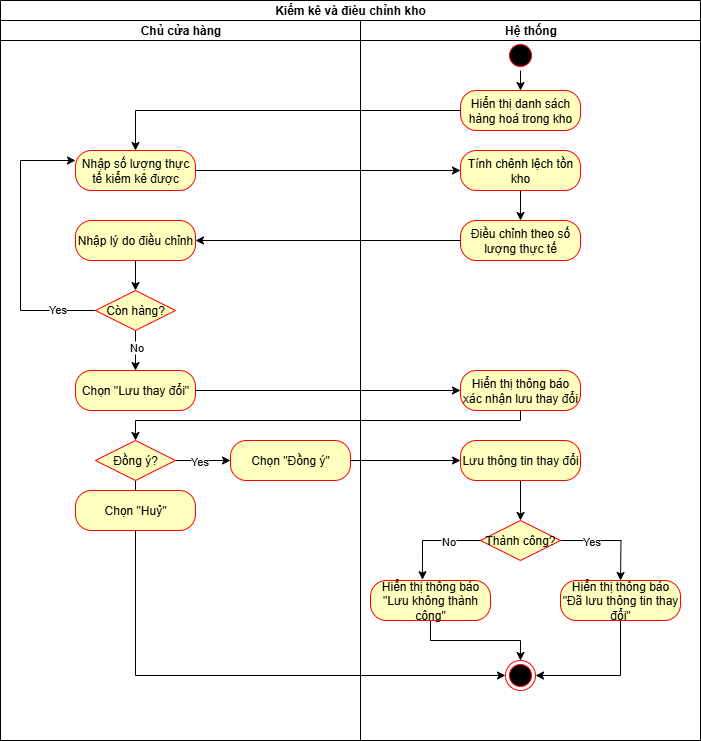 Kiểm kê và điều chỉnh kho
Chủ cửa hàng
Hệ thống
Hiển thị danh sách
hàng hoá trong kho
Nhập số lượng thực
tế kiểm kê được
Tính chênh lệch tồn
kho
Nhập lý do điều chỉnh
Điều chỉnh theo số
lượng thực tế
Còn hàng?
Yes
No
Chọn "Lưu thay đổi"
Hiển thị thông báo
xác nhận lưu thay đổi
Đồng ý?
Yes
Chọn "Đồng ý"
Lưu thông tin thay đổi
Chọn "Huỷ"
Thành công?
No
Yes
Hiển thị thông báo
"Lưu không thành
công"
Hiển thị thông báo
"Đã lưu thông tin thay
đổi"